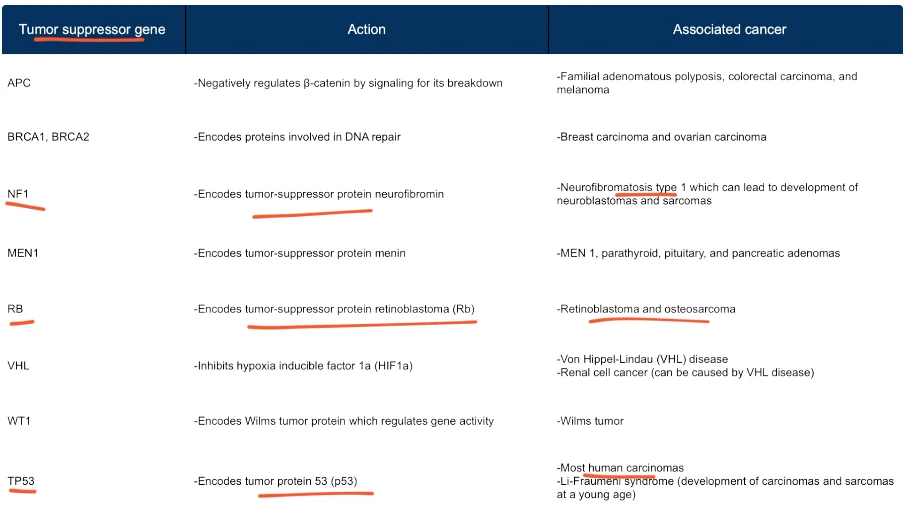 Tumor suppressor gene Action Associated cancer
APC -Negatively regulates β-catenin by signaling for its breakdown -Familial adenomatous polyposis, colorectal carcinoma, and
melanoma
BRCA1, BRCA2 -Encodes proteins involved in DNA repair -Breast carcinoma and ovarian carcinoma
NF1 -Encodes tumor-suppressor protein neurofibromin -Neurofibromatosis type 1 which can lead to development of
neuroblastomas and sarcomas
MEN1 -Encodes tumor-suppressor protein menin -MEN 1, parathyroid, pituitary, and pancreatic adenomas
RB -Encodes tumor-suppressor protein retinoblastoma (Rb) -Retinoblastoma and osteosarcoma
VHL -Inhibits hypoxia inducible factor 1a (HIF1a) -Von Hippel-Lindau (VHL) disease
-Renal cell cancer (can be caused by VHL disease)
WT1 -Encodes Wilms tumor protein which regulates gene activity -Wilms tumor
TP53 -Encodes tumor protein 53 (p53) -Most human carcinomas
-Li-Fraumeni syndrome (development of carcinomas and sarcomas
at a young age)